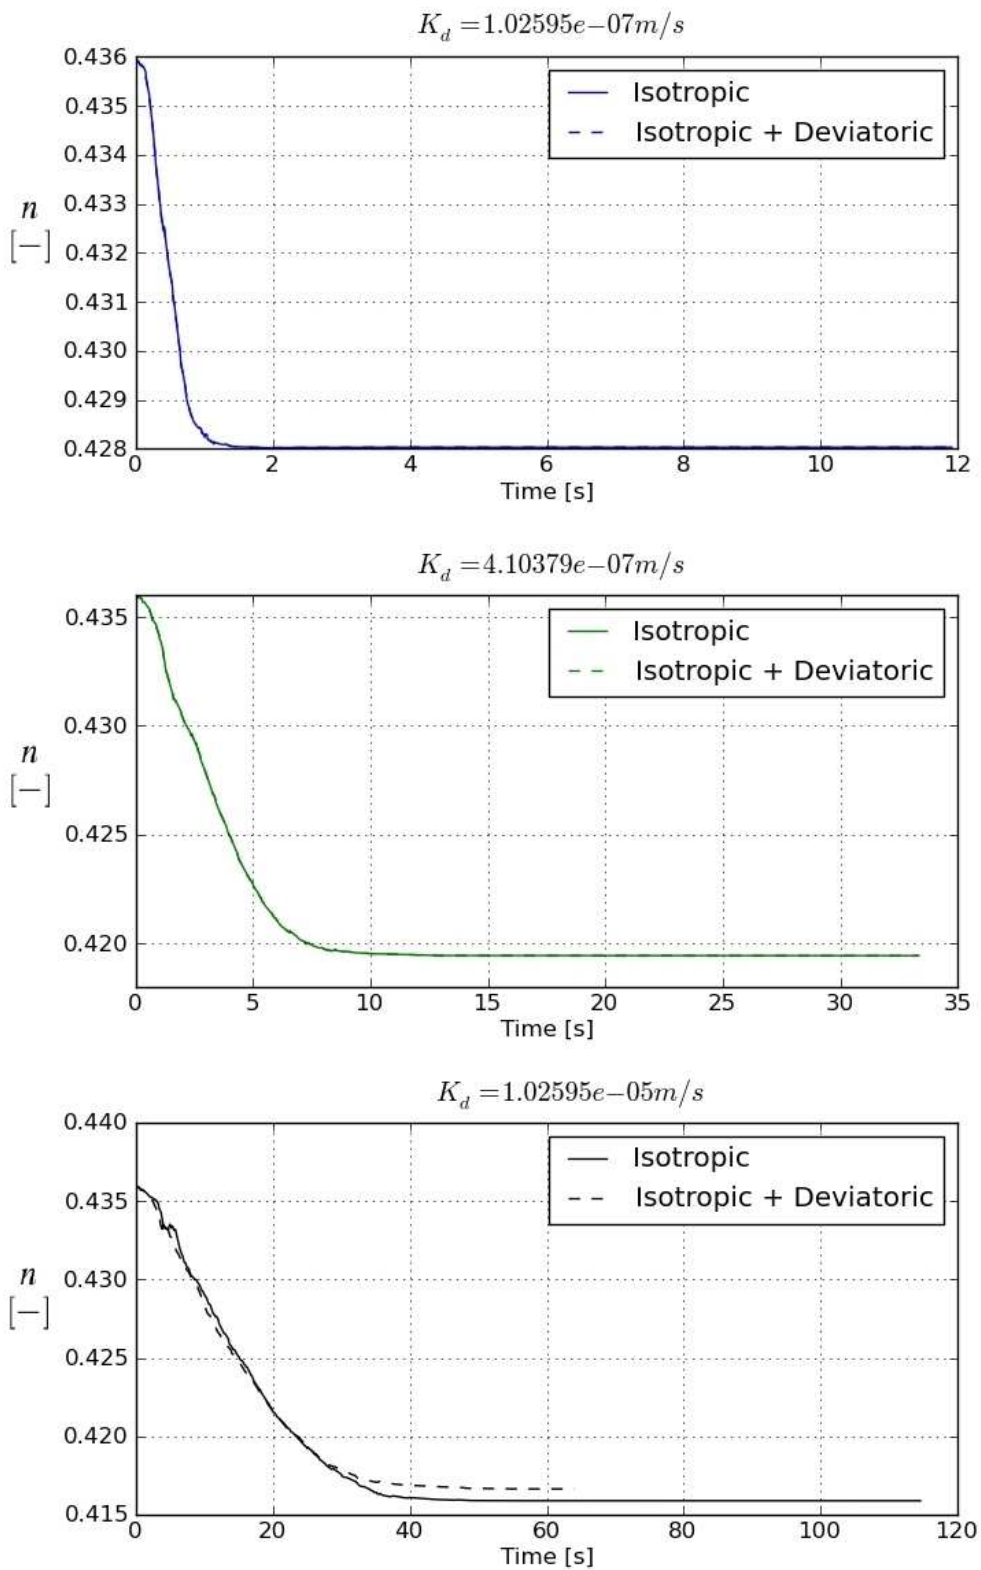 K_d = 1.02595e−07m/s
0.436
0.435
0.434
0.433
0.432
0.431
0.430
0.429
0.428
n
[−]
Isotropic
Isotropic + Deviatoric
0 2 4 6 8 10 12
Time [s]
K_d = 4.10379e−07m/s
0.435
0.430
0.425
0.420
n
[−]
Isotropic
Isotropic + Deviatoric
0 5 10 15 20 25 30 35
Time [s]
K_d = 1.02595e−05m/s
0.440
0.435
0.430
0.425
0.420
0.415
n
[−]
Isotropic
Isotropic + Deviatoric
0 20 40 60 80 100 120
Time [s]